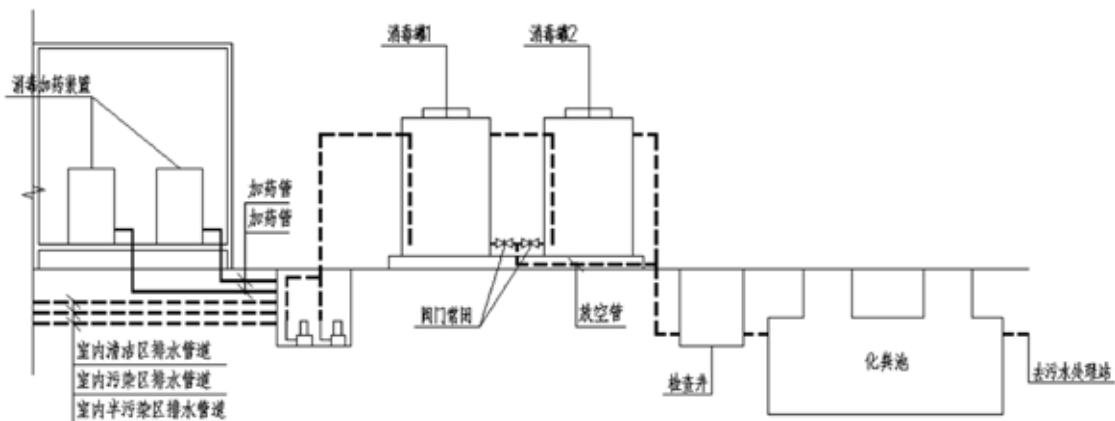 消毒罐1
消毒罐2
消毒加药装置
加药管
加药管
阀门常闭
放空管
室内清洁区排水管道
室内污染区排水管道
室内半污染区排水管道
检查井
化粪池
去污水处理站